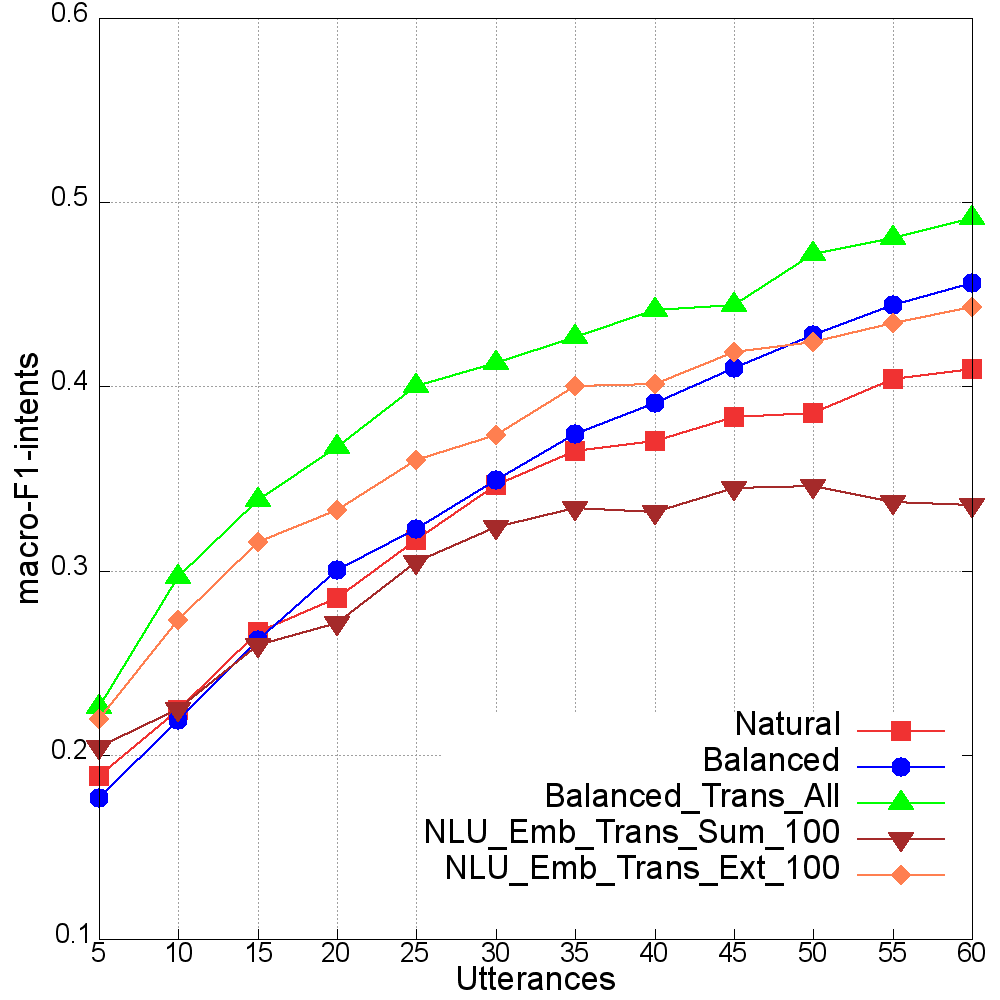 0.6
0.5
0.4
0.3
0.2
0.1
macro-F1-intents
Natural
Balanced
Balanced_Trans_All
NLU_Emb_Trans_Sum_100
NLU_Emb_Trans_Ext_100
5 10 15 20 25 30 35 40 45 50 55 60
Utterances